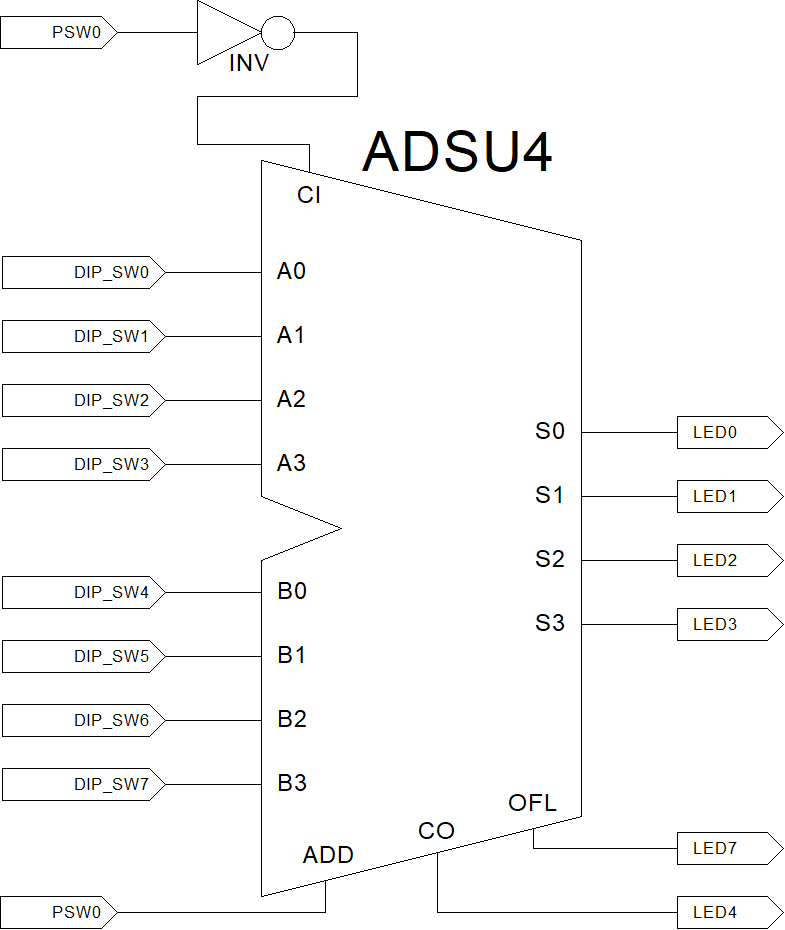 PSW0
INV
ADSU4
CI
DIP_SW0 A0
DIP_SW1 A1
DIP_SW2 A2
DIP_SW3 A3
S0 LED0
S1 LED1
S2 LED2
DIP_SW4 B0
S3 LED3
DIP_SW5 B1
DIP_SW6 B2
DIP_SW7 B3
OFL
CO
LED7
ADD
PSW0
LED4